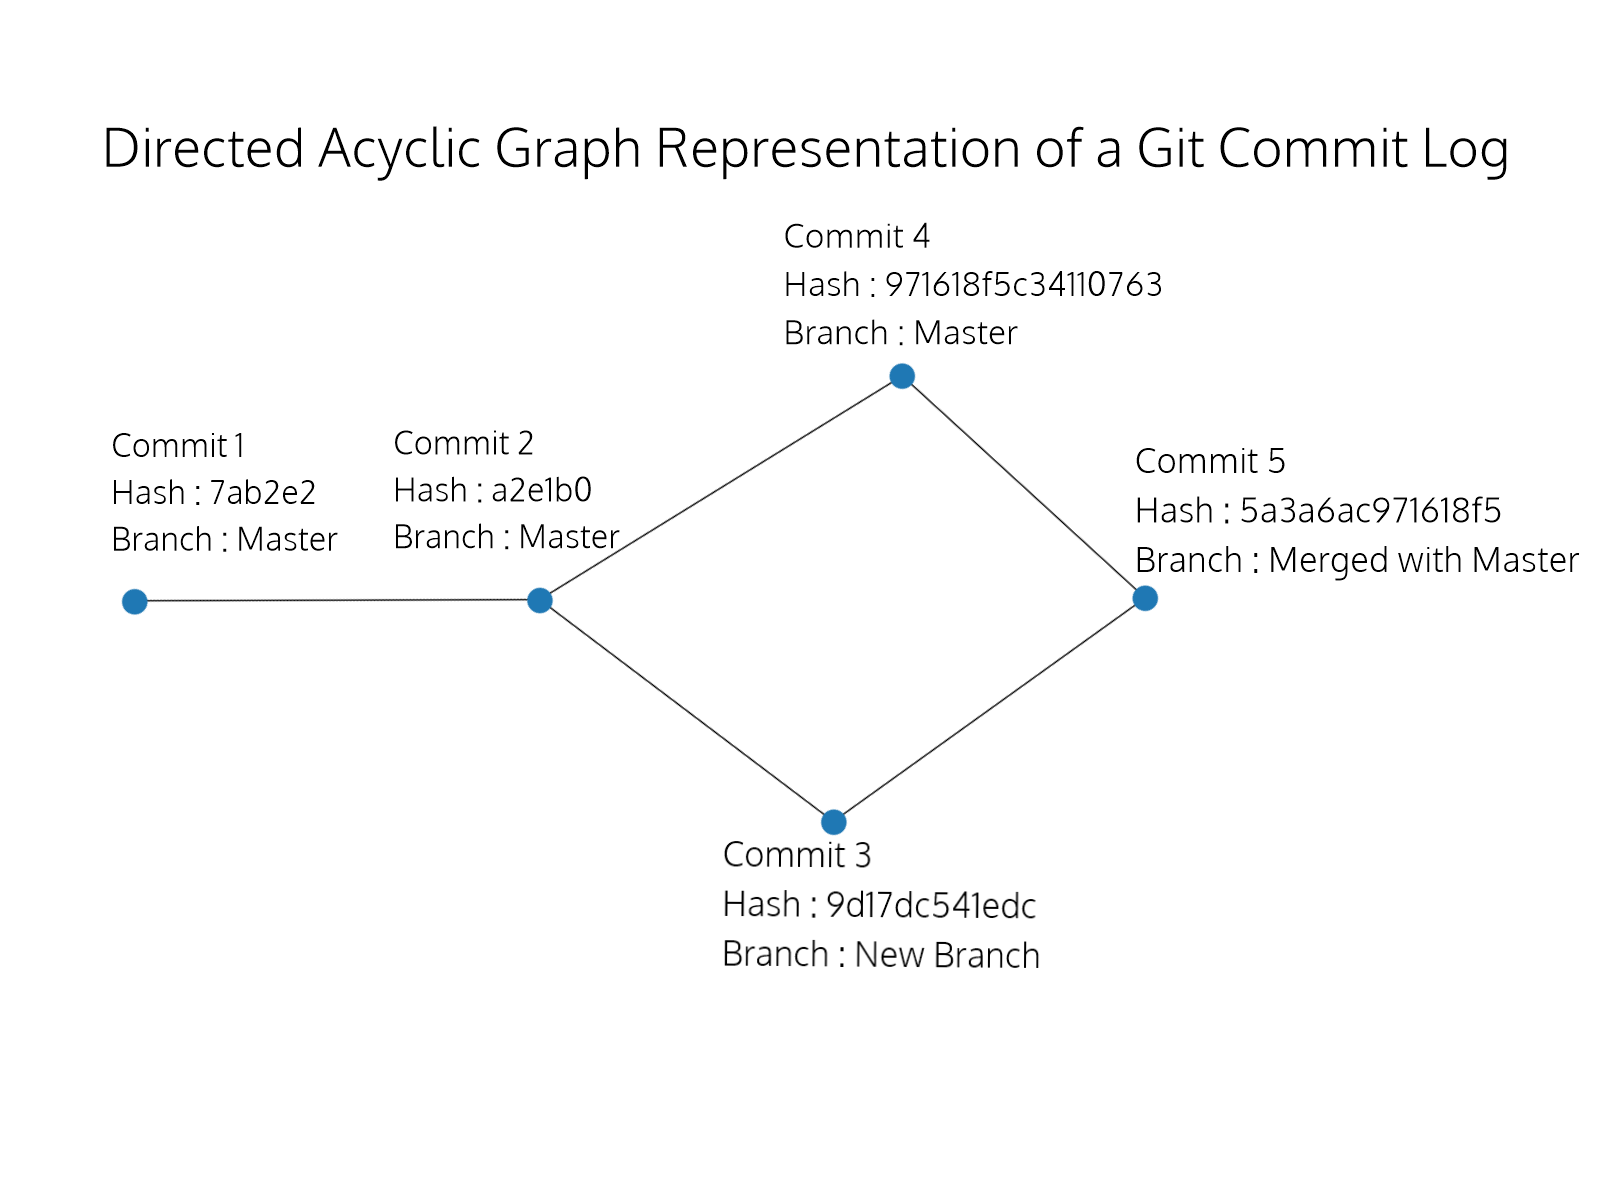 Directed Acyclic Graph Representation of a Git Commit Log
Commit 4
Hash : 971618f5c34110763
Branch : Master
Commit 1
Hash : 7ab2e2
Branch : Master
Commit 2
Hash : a2e1b0
Branch : Master
Commit 5
Hash : 5a3a6ac971618f5
Branch : Merged with Master
Commit 3
Hash : 9d17dc541edc
Branch : New Branch